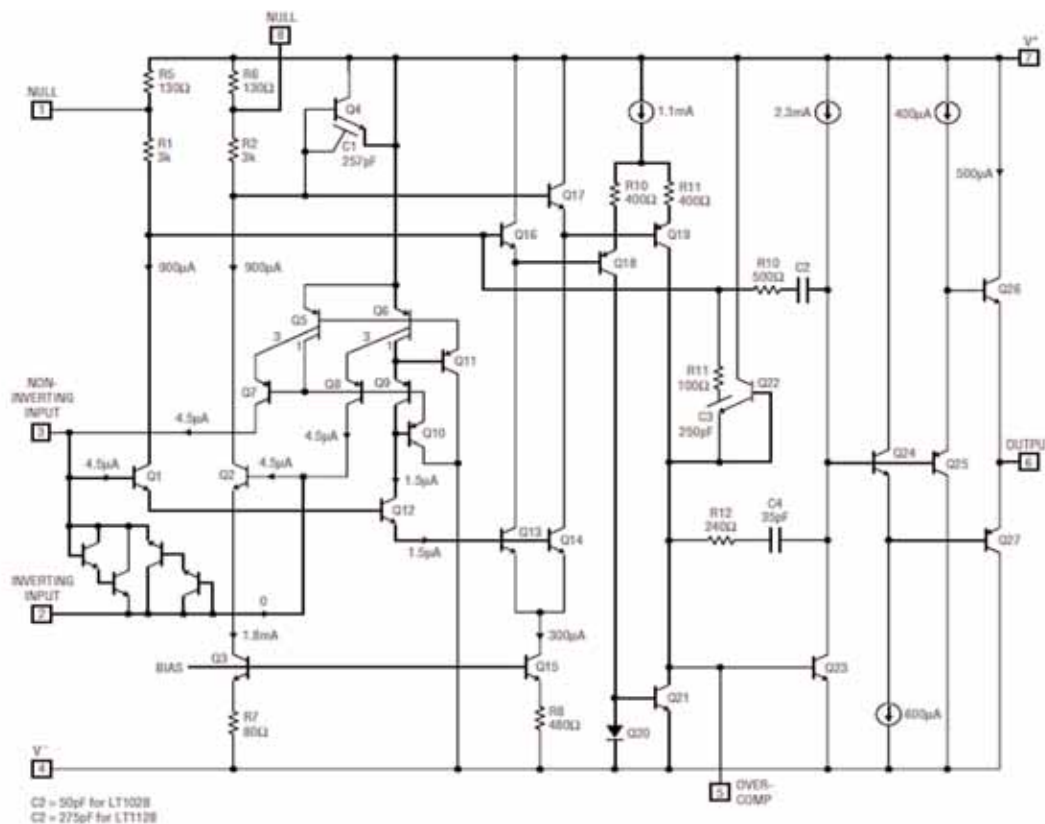 NULL
8
V+
7
R5
130Ω
R6
130Ω
NULL
1
Q4
1.1mA
2.3mA
400µA
R1
3k
R2
3k
C1
257pF
500µA
R10
400Ω
R11
400Ω
Q17
Q16
Q19
Q18
900µA
900µA
R10
500Ω
C2
Q26
Q5
Q6
3
1
3
1
Q11
R11
100Ω
Q22
NON-
INVERTING
INPUT
3
Q7
Q8
Q9
C3
250pF
4.5µA
4.5µA
Q10
OUTPU
6
4.5µA
Q1
Q2
4.5µA
1.5µA
Q24
Q25
Q12
R12
240Ω
C4
35pF
1.5µA
Q13
Q14
Q27
INVERTING
INPUT
2
0
1.8mA
300µA
BIAS
Q3
Q15
Q23
Q21
R7
80Ω
R8
480Ω
Q20
600µA
V−
4
5
OVER-
COMP
C2 = 50pF for LT1028
C2 = 275pF for LT1128